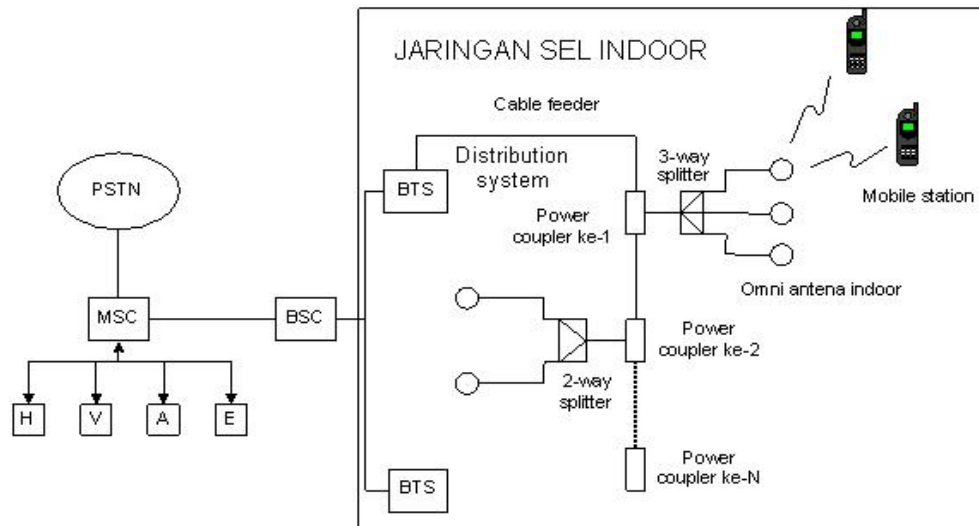 JARINGAN SEL INDOOR
Cable feeder
Distribution
system
3-way
splitter
BTS
PSTN
Mobile station
Power
coupler ke-1
Omni antena indoor
MSC
BSC
Power
coupler ke-2
2-way
splitter
H
V
A
E
Power
coupler ke-N
BTS